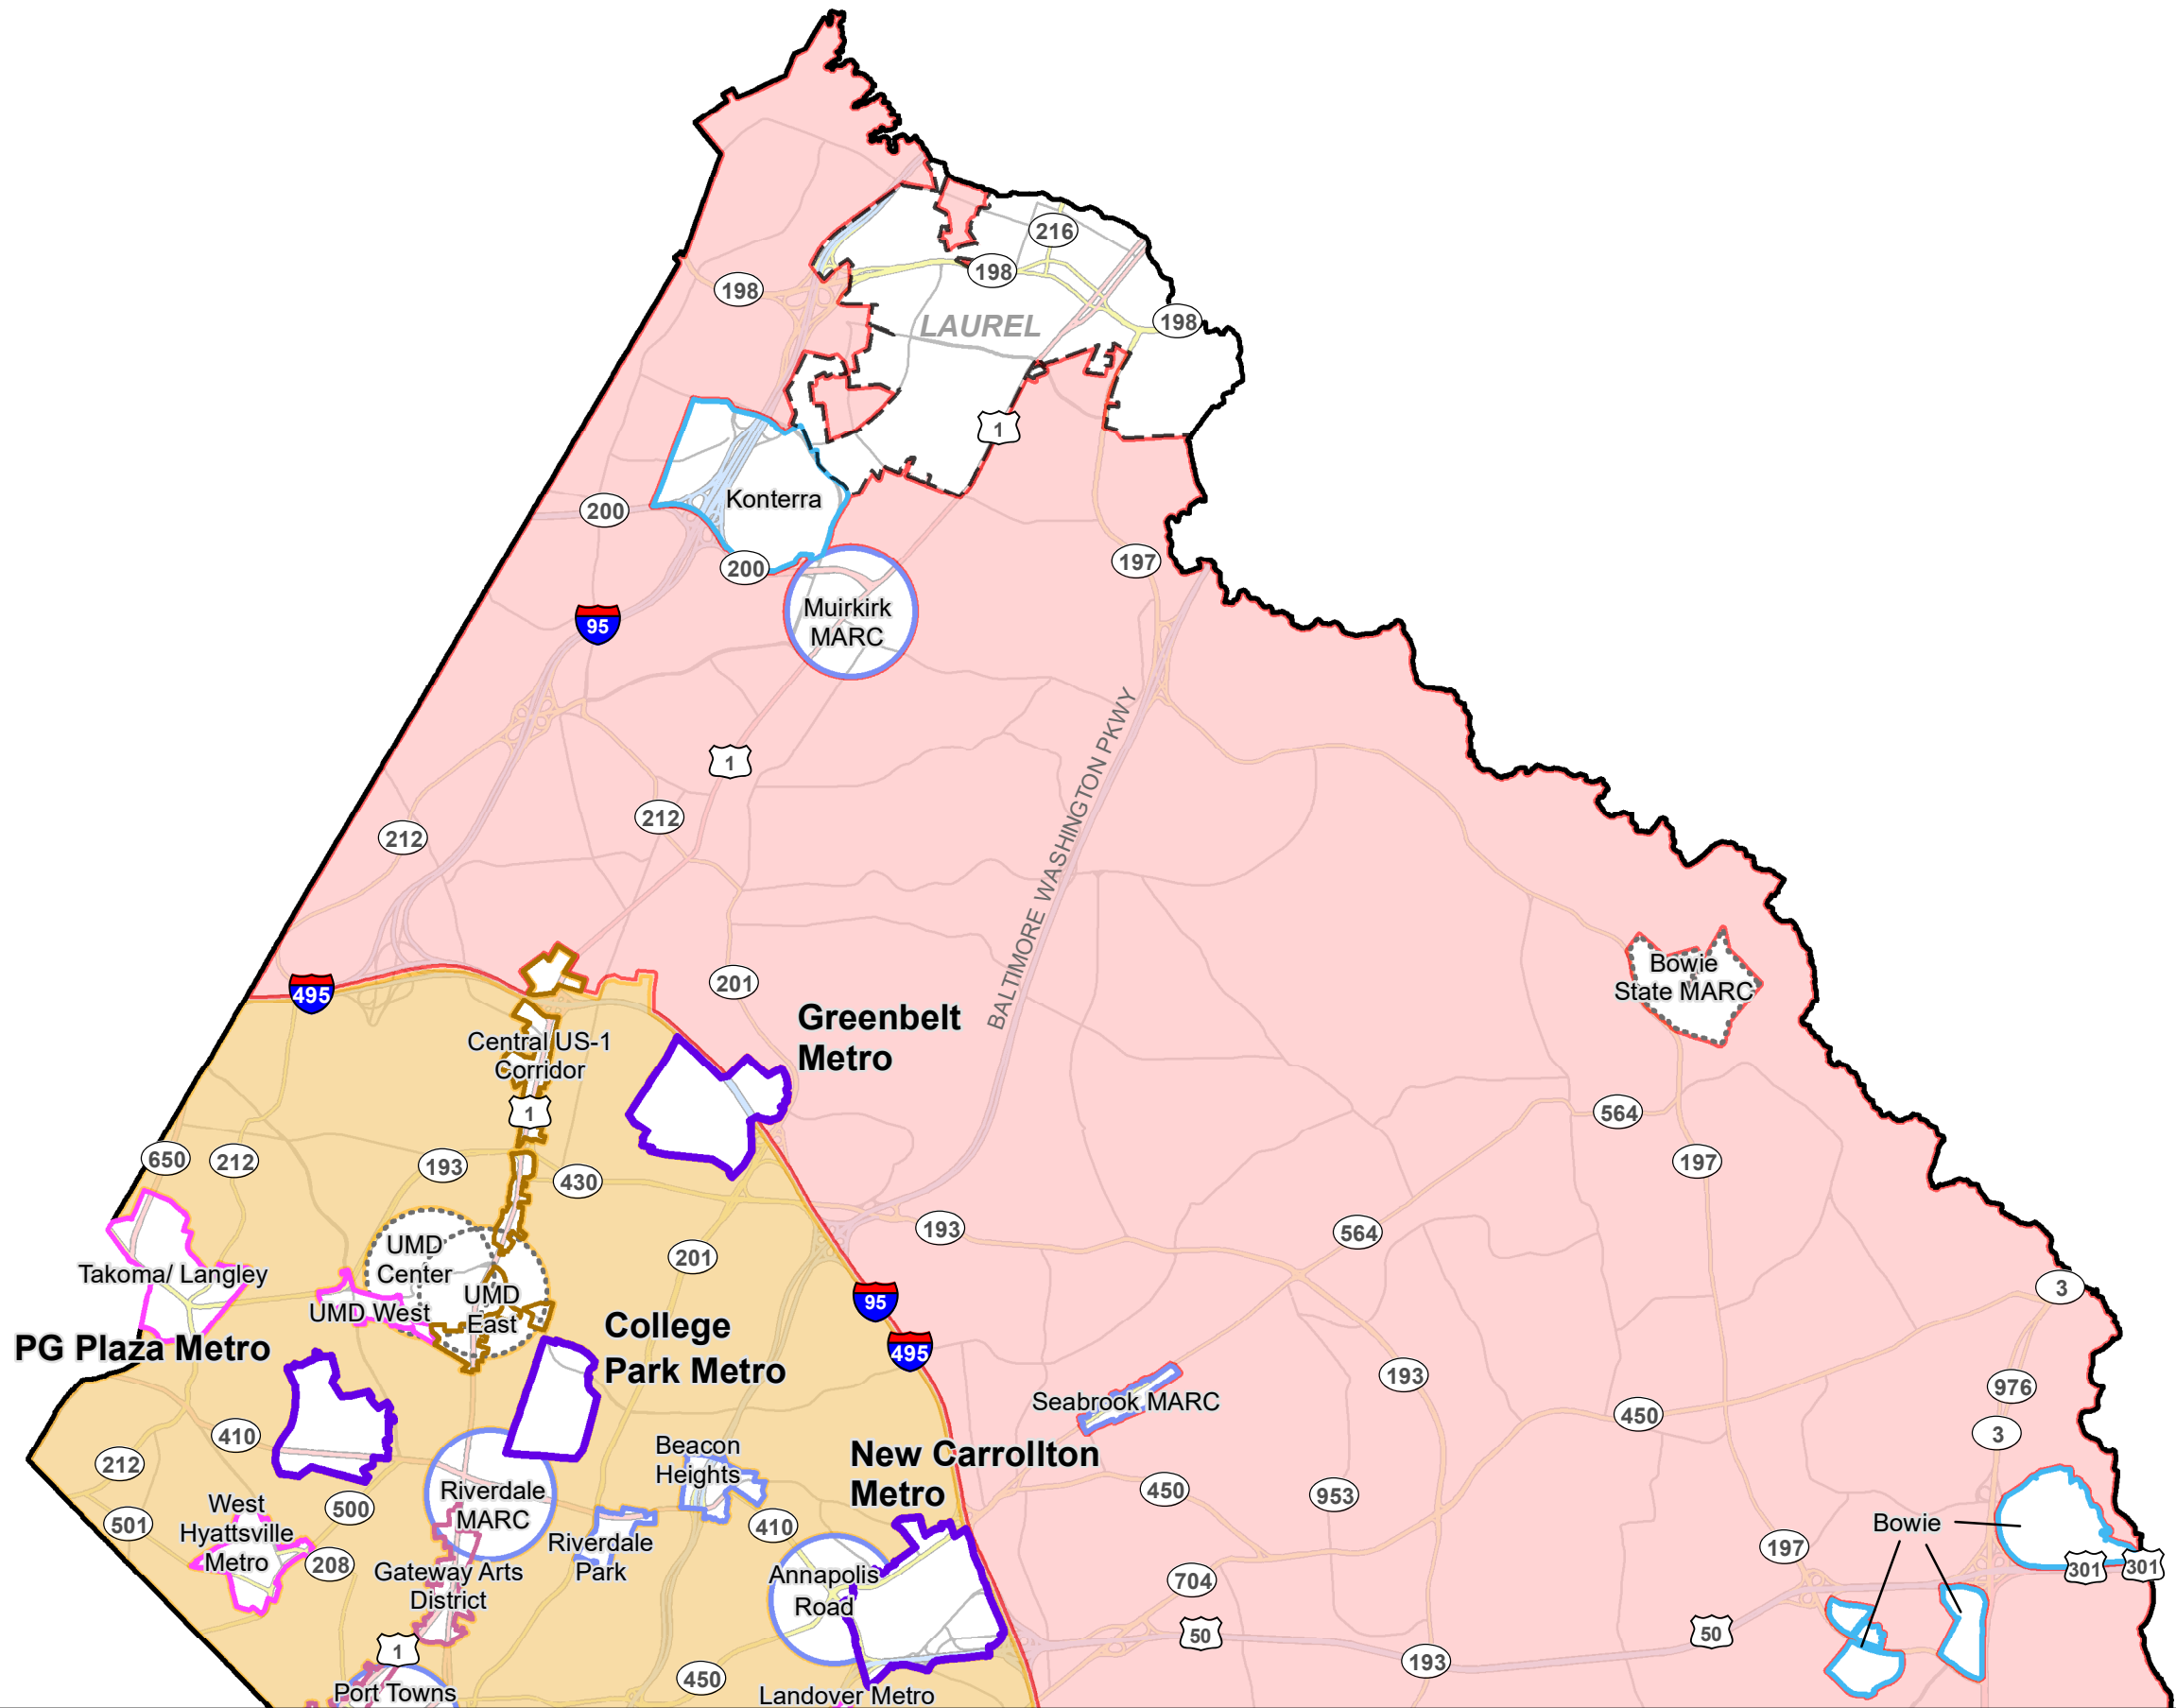 216
198
198
198
LAUREL
1
Konterra
200
200
197
Muirkirk
MARC
95
1
212
212
BALTIMORE WASHINGTON PKWY
201
495
Bowie
State MARC
Greenbelt
Metro
Central US-1
Corridor
1
564
650
212
193
430
197
193
564
201
UMD
Center
Takoma/ Langley
UMD West
UMD
East
3
95
495
PG Plaza Metro
College
Park Metro
193
976
Seabrook MARC
450
3
410
212
Beacon
Heights
New Carrollton
Metro
Riverdale
MARC
450
953
500
501
West
Hyattsville
Metro
208
410
Bowie
197
301
301
Riverdale
Park
Gateway Arts
District
Annapolis
Road
704
50
50
1
193
450
Port Towns
Landover Metro